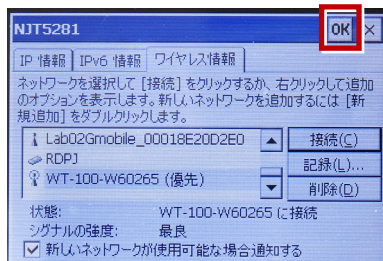 NJT5281 OK ×
IP 情報 IPv6 情報 ワイヤレス情報
ネットワークを選択して [接続] をクリックするか、右クリックして追加
のオプションを表示します。新しいネットワークを追加するには [新
規追加] をダブルクリックします。
Lab02Gmobile_00018E20D2E0 接続(C)
RDPJ 記録(L)...
WT-100-W60265 (優先) 削除(D)
状態: WT-100-W60265 に接続
シグナルの強度: 最良
新しいネットワークが使用可能な場合通知する